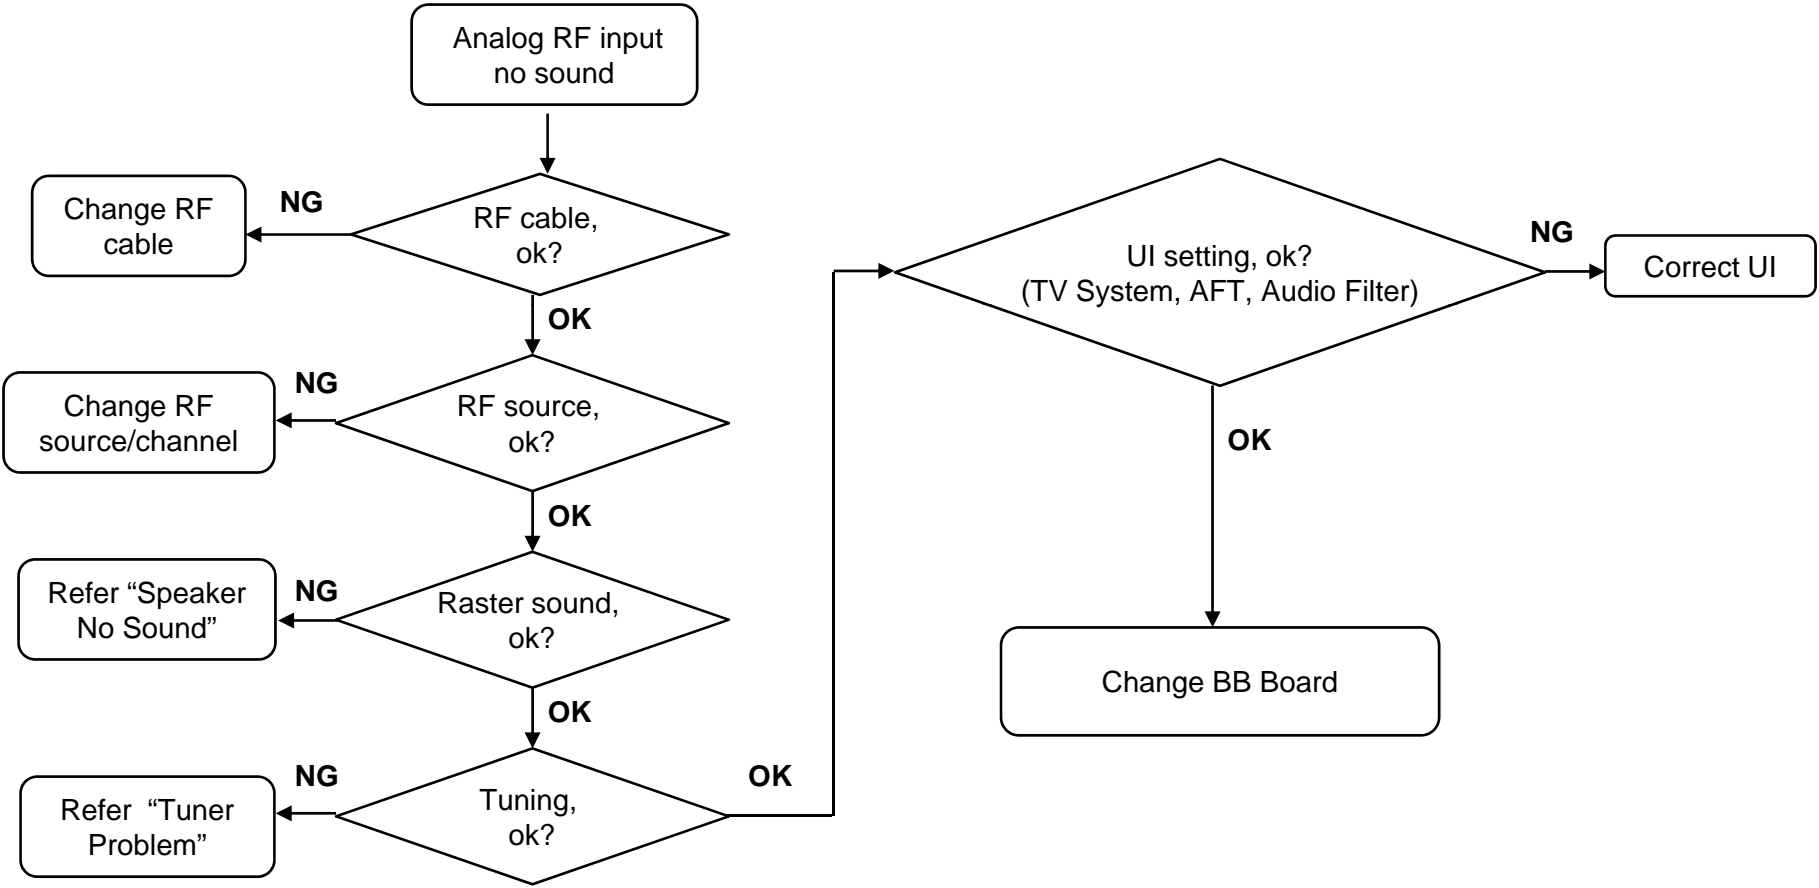 Analog RF input
no sound
NG
Change RF
cable
RF cable,
ok?
OK
NG
Change RF
source/channel
RF source,
ok?
OK
NG
Refer “Speaker
No Sound”
Raster sound,
ok?
OK
NG
Refer “Tuner
Problem”
Tuning,
ok?
OK
UI setting, ok?
(TV System, AFT, Audio Filter)
NG
Correct UI
OK
Change BB Board